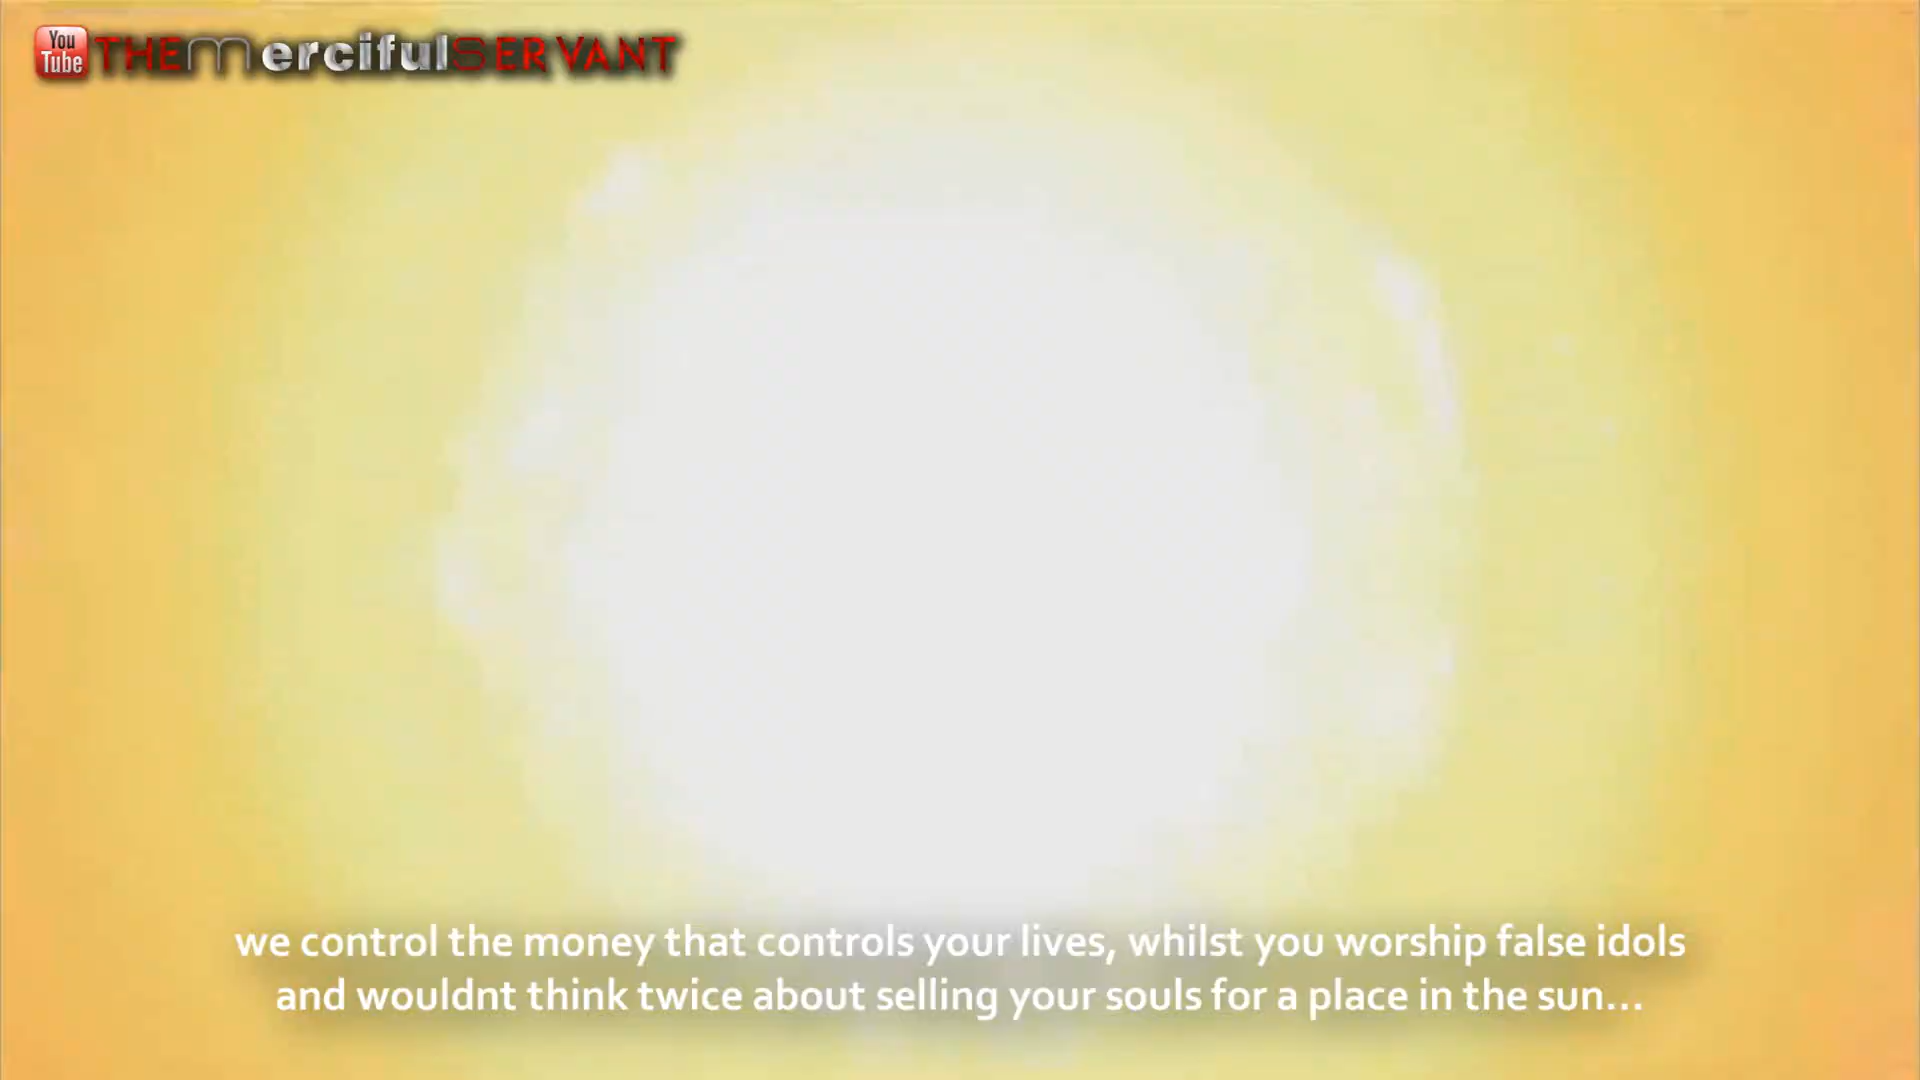 You
Tube
THEmercifulSERVANT
we control the money that controls your lives, whilst you worship false idols
and wouldnt think twice about selling your souls for a place in the sun...